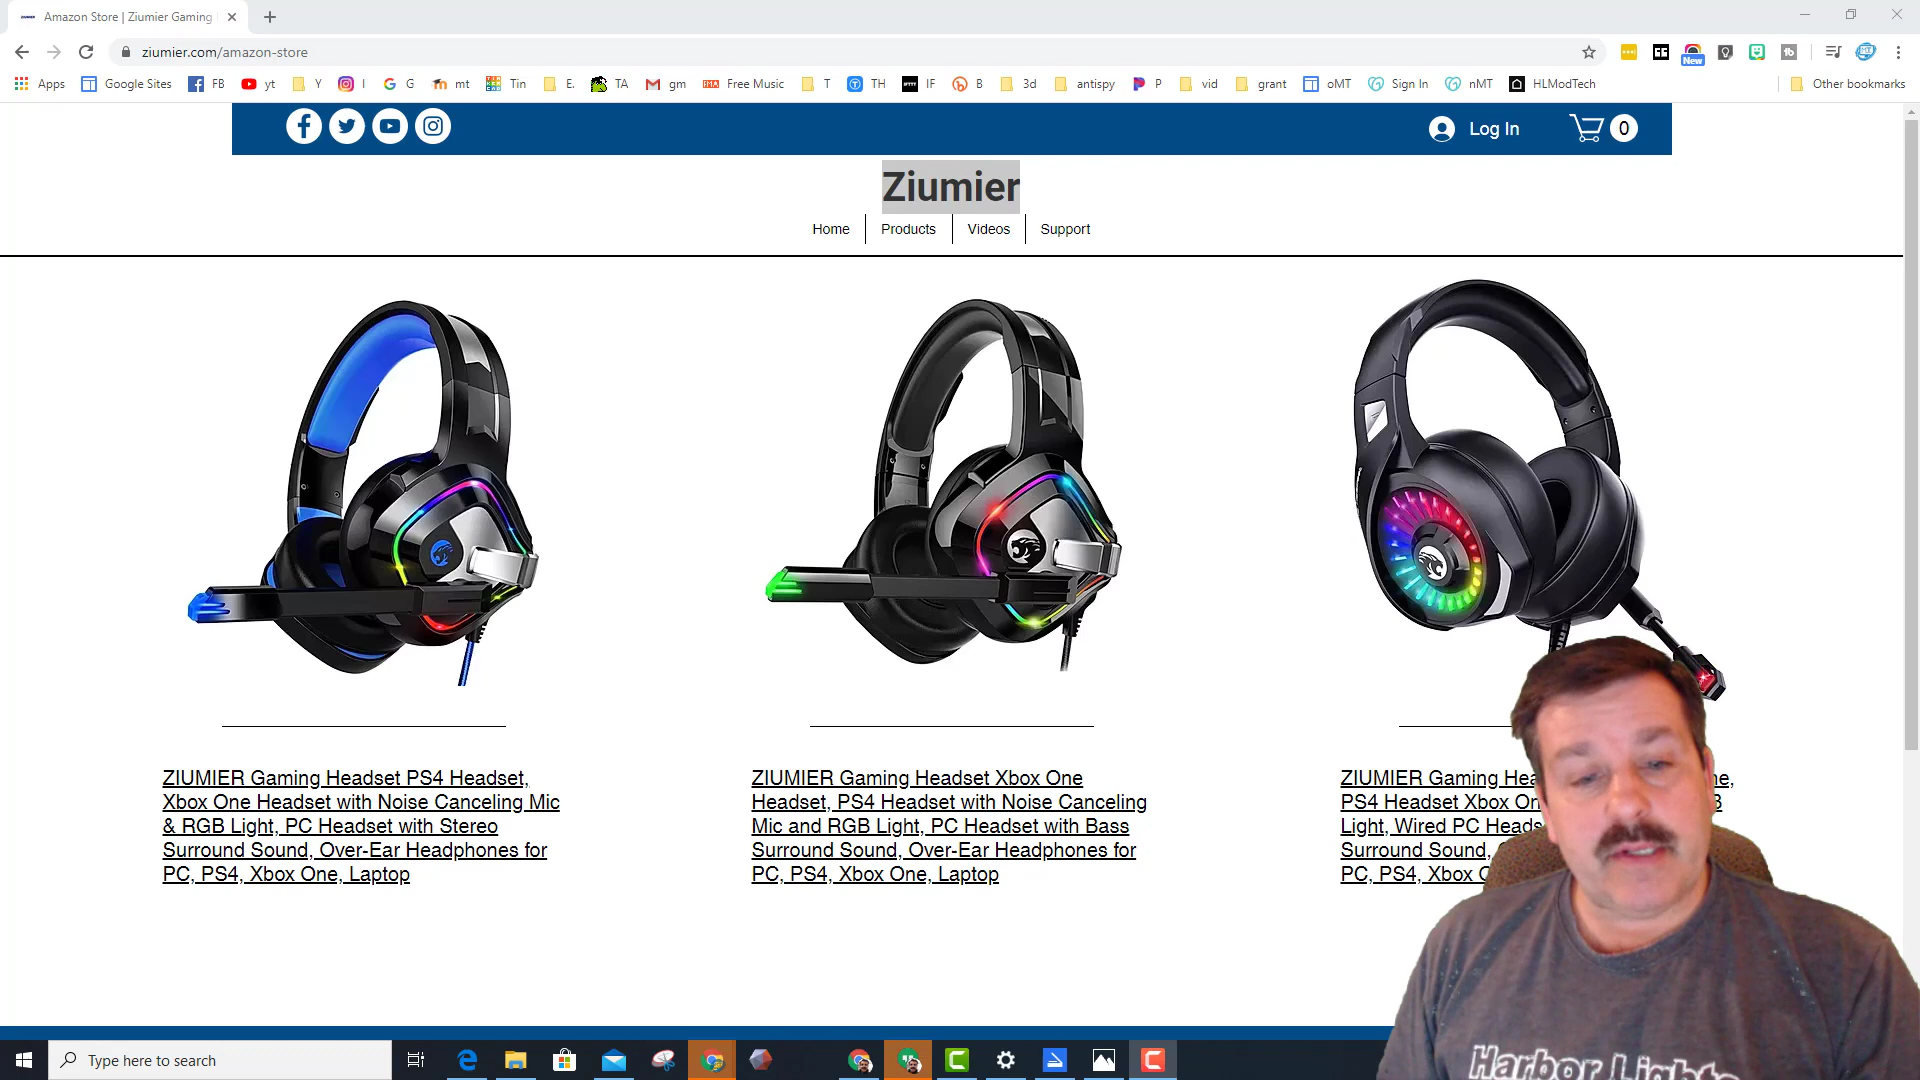 Amazon Store | Ziumier Gaming
ziumier.com/amazon-store
New
Apps Google Sites FB yt Y I G mt Tin E. TA gm Free Music T TH IF B 3d antispy P vid grant oMT Sign In nMT HLModTech Other bookmarks
Log In 0
Ziumier
Home Products Videos Support
ZIUMIER Gaming Headset PS4 Headset,
Xbox One Headset with Noise Canceling Mic
& RGB Light, PC Headset with Stereo
Surround Sound, Over-Ear Headphones for
PC, PS4, Xbox One, Laptop
ZIUMIER Gaming Headset Xbox One
Headset, PS4 Headset with Noise Canceling
Mic and RGB Light, PC Headset with Bass
Surround Sound, Over-Ear Headphones for
PC, PS4, Xbox One, Laptop
ZIUMIER Gaming
PS4 Headset Xbox
Light, Wired PC
Surround Sound,
PC, PS4, Xbox
Type here to search
Harbor Lights